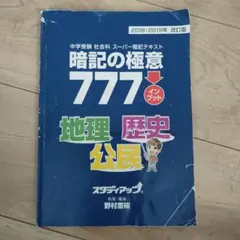 2018/2019年 改訂版
中学受験 社会科 スーパー暗記テキスト
暗記の極意
777
インプット
地理 歴史
公民
スタディアップ
野村恵祐